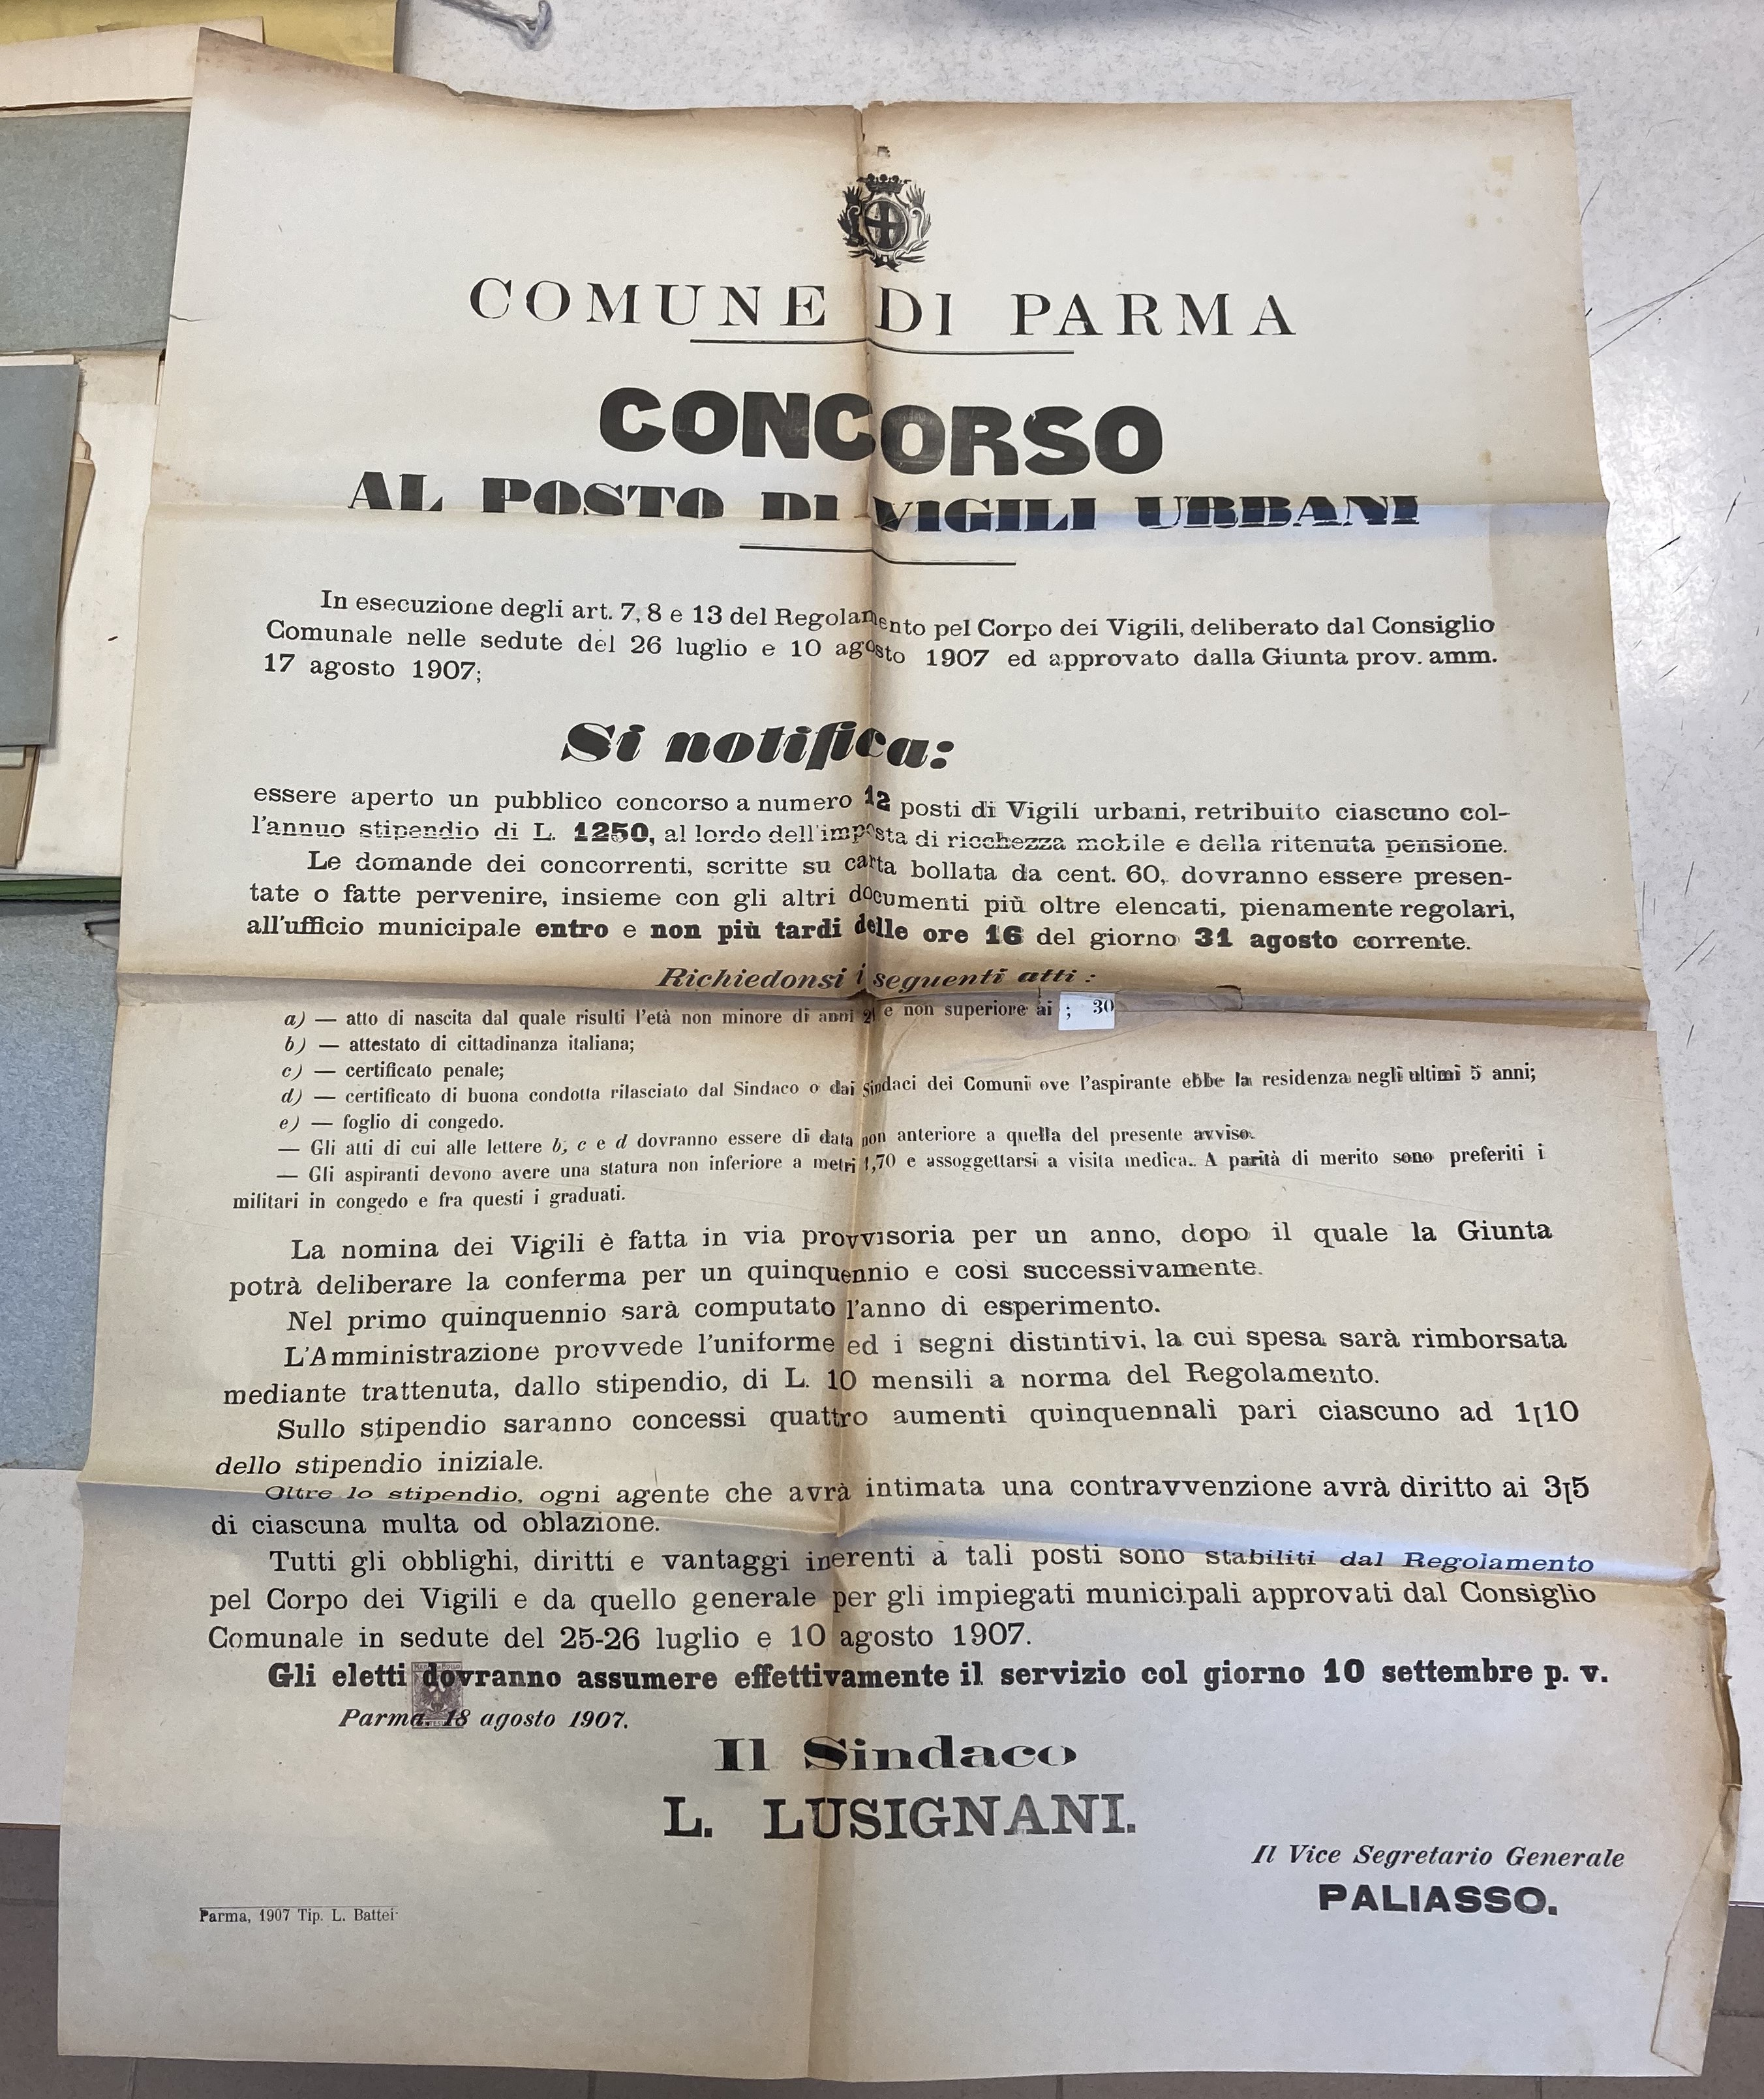 COMUNE DI PARMA
CONCORSO
AL POSTO DI VIGILI URBANI
In esecuzione degli art. 7, 8 e 13 del Regolamento pel Corpo dei Vigili, deliberato dal Consiglio
Comunale nelle sedute del 26 luglio e 10 agosto 1907 ed approvato dalla Giunta prov. amm.
17 agosto 1907;
Si notifica:
essere aperto un pubblico concorso a numero 12 posti di Vigili urbani, retribuito ciascuno col-
l'annuo stipendio di L. 1250, al lordo dell'imposta di ricchezza mobile e della ritenuta pensione.
Le domande dei concorrenti, scritte su carta bollata da cent. 60, dovranno essere presen-
tate o fatte pervenire, insieme con gli altri documenti più oltre elencati, pienamente regolari,
all'ufficio municipale entro e non più tardi delle ore 16 del giorno 31 agosto corrente.
Richiedonsi i seguenti atti :
a) — atto di nascita dal quale risulti l'età non minore di anni 21 e non superiore ai ; 30
b) — attestato di cittadinanza italiana;
c) — certificato penale;
d) — certificato di buona condotta rilasciato dal Sindaco o dai Sindaci dei Comuni ove l'aspirante ebbe la residenza negli ultimi 5 anni;
e) — foglio di congedo.
— Gli atti di cui alle lettere b, c e d dovranno essere di data non anteriore a quella del presente avviso.
— Gli aspiranti devono avere una statura non inferiore a metri 1,70 e assoggettarsi a visita medica. A parità di merito sono preferiti i
militari in congedo e fra questi i graduati.
La nomina dei Vigili è fatta in via provvisoria per un anno, dopo il quale la Giunta
potrà deliberare la conferma per un quinquennio e così successivamente.
Nel primo quinquennio sarà computato l'anno di esperimento.
L'Amministrazione provvede l'uniforme ed i segni distintivi, la cui spesa sarà rimborsata
mediante trattenuta, dallo stipendio, di L. 10 mensili a norma del Regolamento.
Sullo stipendio saranno concessi quattro aumenti quinquennali pari ciascuno ad 1[10
dello stipendio iniziale.
Oltre lo stipendio, ogni agente che avrà intimata una contravvenzione avrà diritto ai 3[5
di ciascuna multa od oblazione.
Tutti gli obblighi, diritti e vantaggi inerenti a tali posti sono stabiliti dal Regolamento
pel Corpo dei Vigili e da quello generale per gli impiegati municipali approvati dal Consiglio
Comunale in sedute del 25-26 luglio e 10 agosto 1907.
Gli eletti dovranno assumere effettivamente il servizio col giorno 10 settembre p. v.
Parma 18 agosto 1907.
Il Sindaco
L. LUSIGNANI.
Il Vice Segretario Generale
PALIASSO.
Parma, 1907 Tip. L. Battei